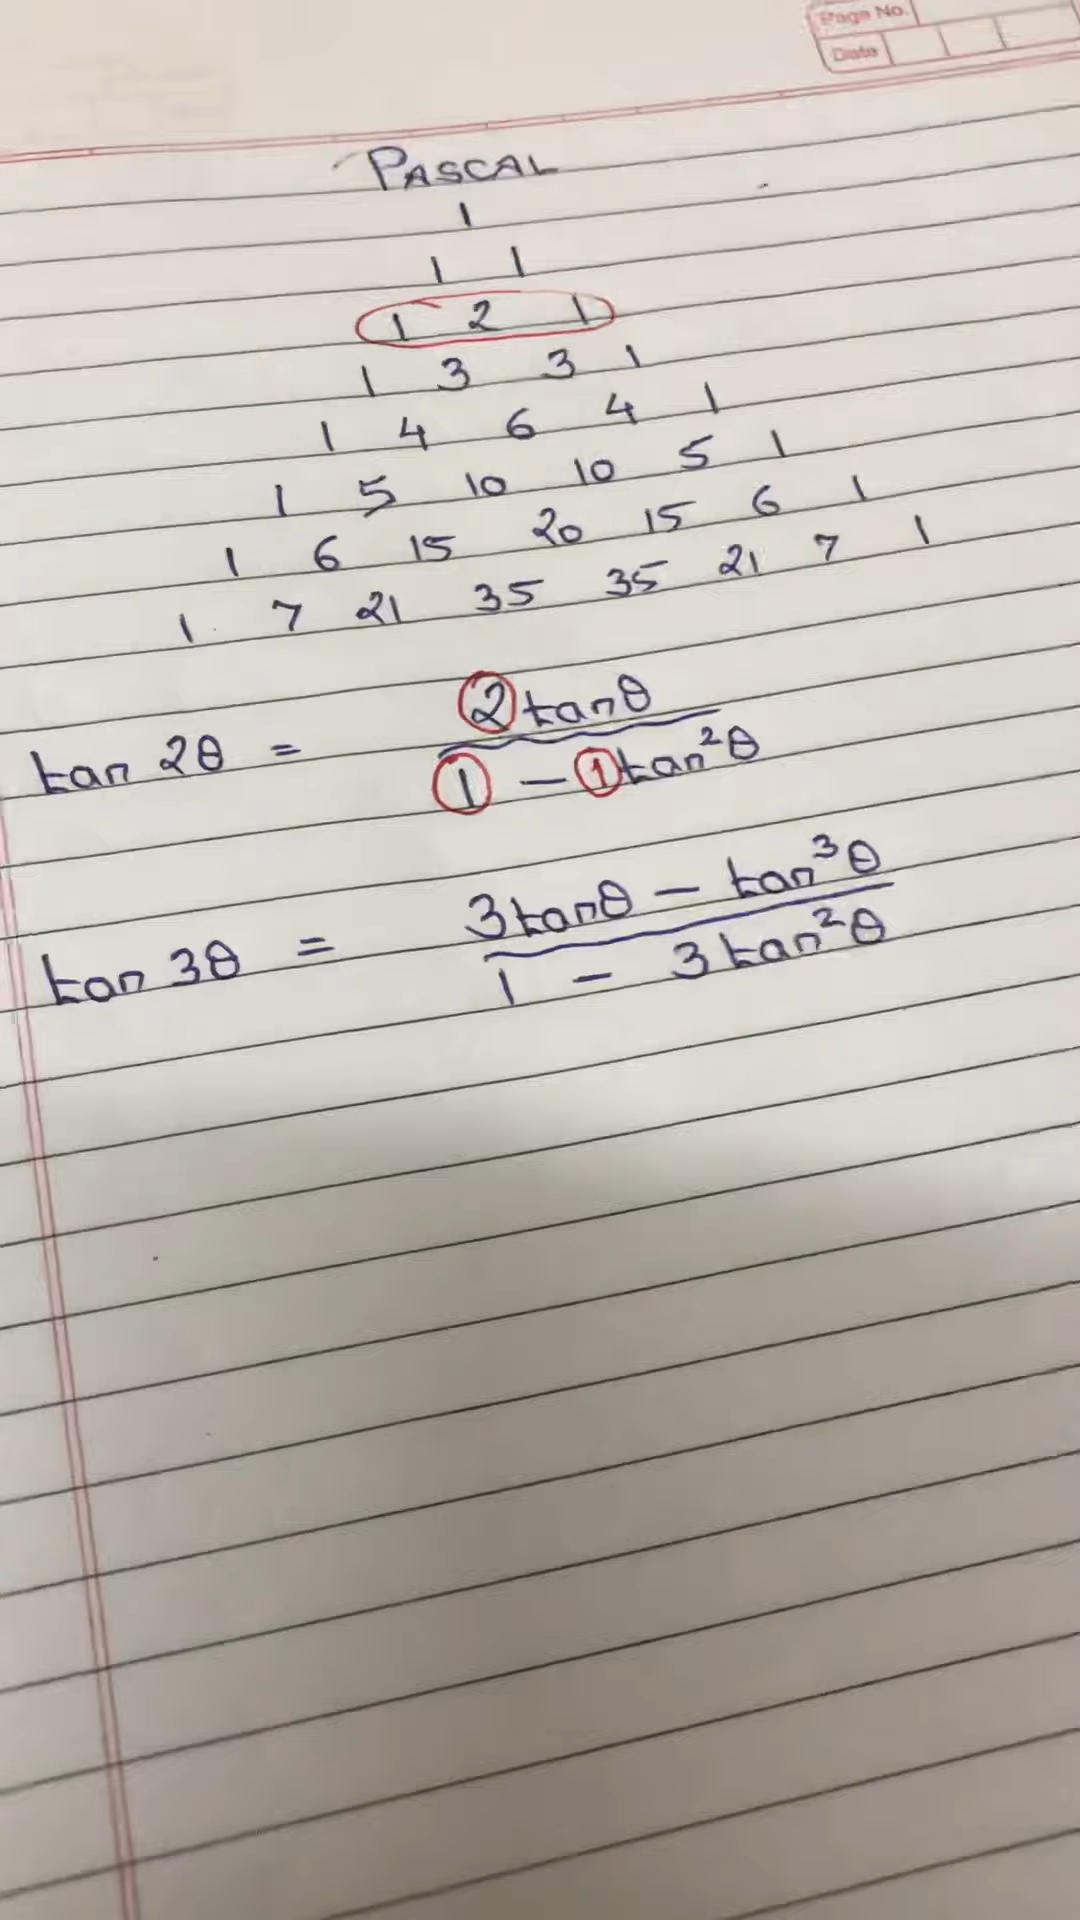 Page No.
Date
PASCAL
1
1 1
1 2 1
1 3 3 1
1 4 6 4 1
1 5 10 10 5 1
1 6 15 20 15 6 1
1 7 21 35 35 21 7 1
tan 2θ = 2tanθ / 1 − 1tan²θ
tan 3θ = 3tanθ − tan³θ / 1 − 3tan²θ